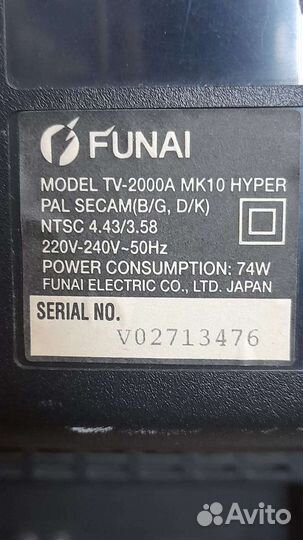 FUNAI
MODEL TV-2000A MK10 HYPER
PAL SECAM(B/G, D/K)
NTSC 4.43/3.58
220V-240V~50Hz
POWER CONSUMPTION: 74W
FUNAI ELECTRIC CO., LTD. JAPAN
SERIAL NO.
V02713476
Avito